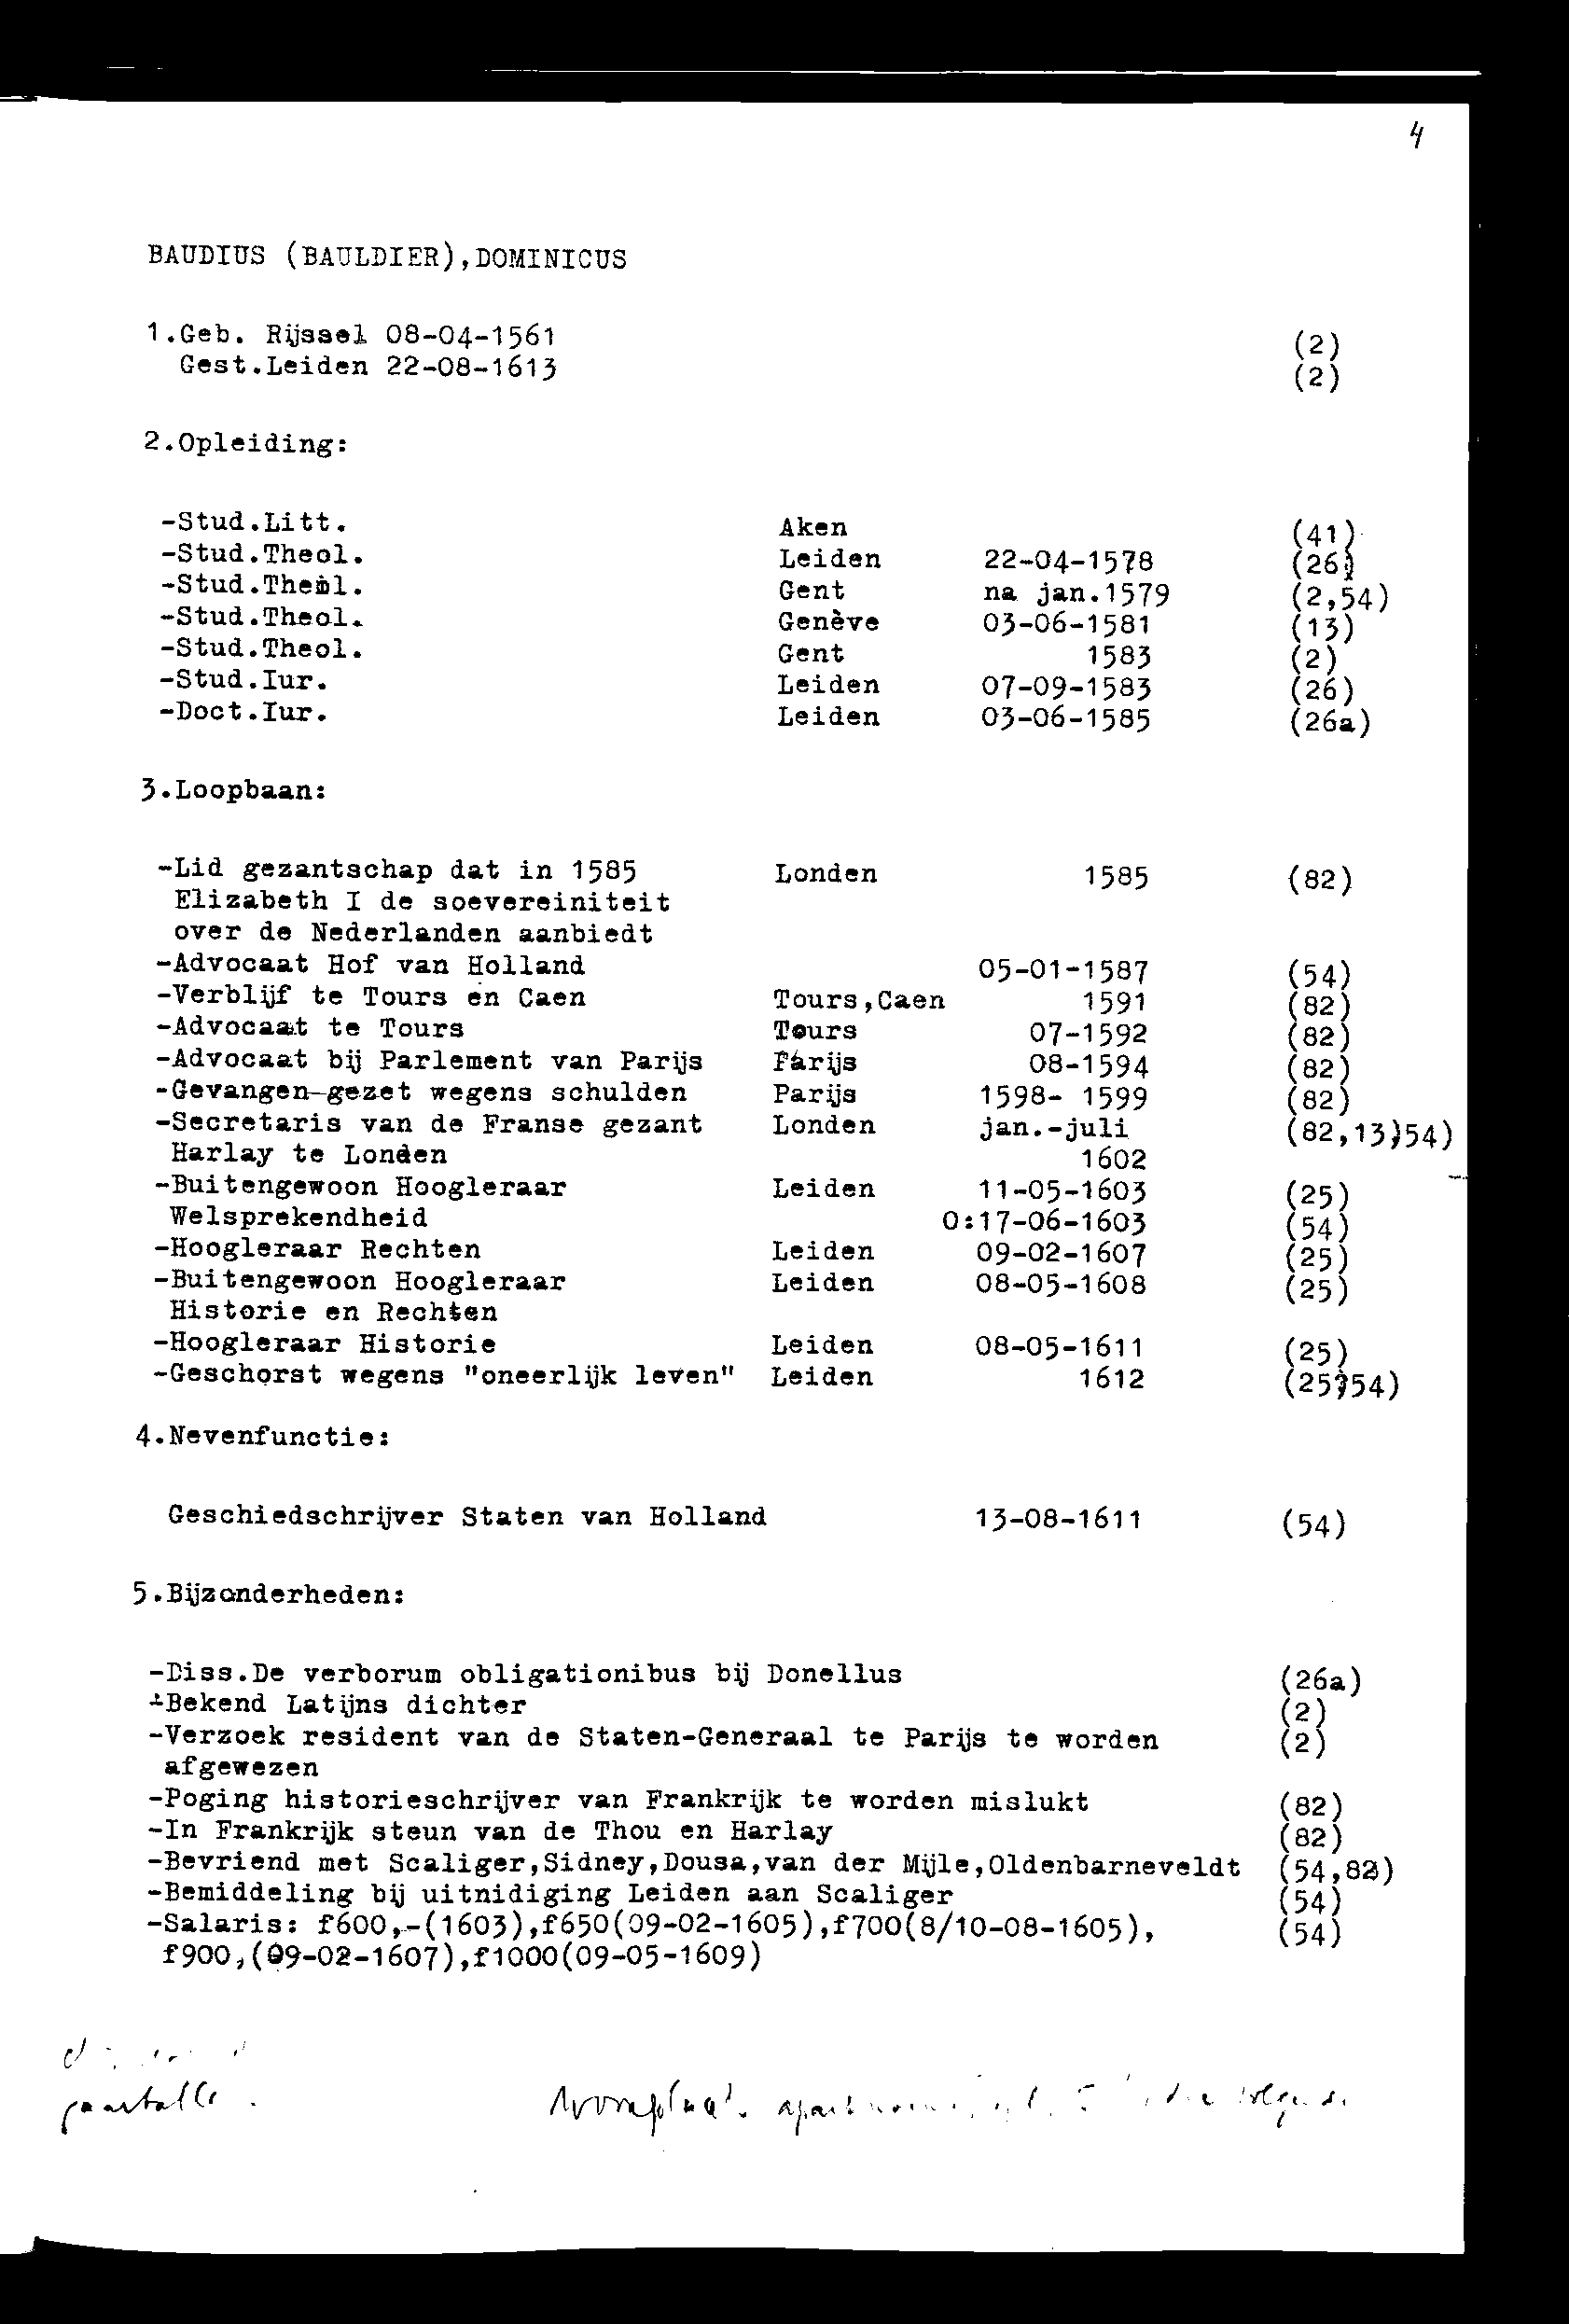 4
BAUDIUS (BAULDIER),DOMINICUS
1.Geb. Rijssel 08-04-1561 (2)
Gest.Leiden 22-08-1613 (2)
2.Opleiding:
-Stud.Litt. Aken (41)
-Stud.Theol. Leiden 22-04-1578 (26)
-Stud.Theol. Gent na jan.1579 (2,54)
-Stud.Theol. Genève 03-06-1581 (13)
-Stud.Theol. Gent 1583 (2)
-Stud.Iur. Leiden 07-09-1583 (26)
-Doct.Iur. Leiden 03-06-1585 (26a)
3.Loopbaan:
-Lid gezantschap dat in 1585 Londen 1585 (82)
Elizabeth I de soevereiniteit
over de Nederlanden aanbiedt
-Advocaat Hof van Holland 05-01-1587 (54)
-Verblijf te Tours en Caen Tours,Caen 1591 (82)
-Advocaat te Tours Tours 07-1592 (82)
-Advocaat bij Parlement van Parijs Parijs 08-1594 (82)
-Gevangen-gezet wegens schulden Parijs 1598- 1599 (82)
-Secretaris van de Franse gezant Londen jan.-juli (82,13,54)
Harlay te Londen 1602
-Buitengewoon Hoogleraar Leiden 11-05-1603 (25)
Welsprekendheid O:17-06-1603 (54)
-Hoogleraar Rechten Leiden 09-02-1607 (25)
-Buitengewoon Hoogleraar Leiden 08-05-1608 (25)
Historie en Rechten
-Hoogleraar Historie Leiden 08-05-1611 (25)
-Geschorst wegens "oneerlijk leven" Leiden 1612 (25,54)
4.Nevenfunctie:
Geschiedschrijver Staten van Holland 13-08-1611 (54)
5.Bijzonderheden:
-Diss.De verborum obligationibus bij Donellus (26a)
-Bekend Latijns dichter (2)
-Verzoek resident van de Staten-Generaal te Parijs te worden (2)
afgewezen
-Poging historieschrijver van Frankrijk te worden mislukt (82)
-In Frankrijk steun van de Thou en Harlay (82)
-Bevriend met Scaliger,Sidney,Dousa,van der Mijle,Oldenbarneveldt (54,82)
-Bemiddeling bij uitnidiging Leiden aan Scaliger (54)
-Salaris: f600,-(1603),f650(09-02-1605),f700(8/10-08-1605), (54)
f900,(09-02-1607),f1000(09-05-1609)